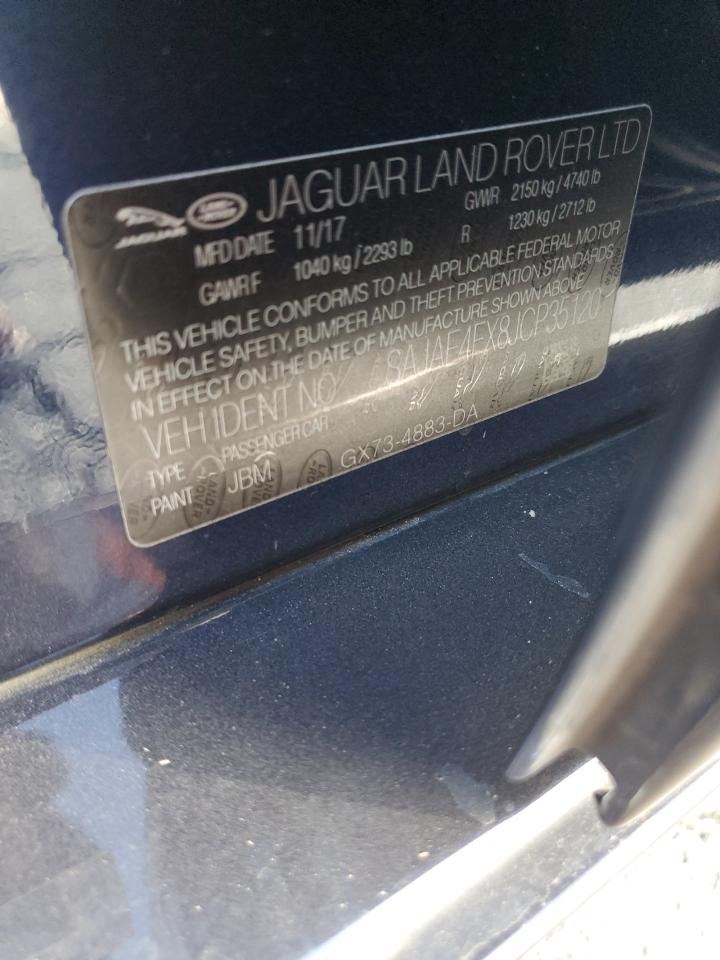 JAGUAR LAND ROVER LTD
JAGUAR
MFD DATE 11/17 GVWR 2150 kg / 4740 lb
GAWR F 1040 kg / 2293 lb R 1230 kg / 2712 lb
THIS VEHICLE CONFORMS TO ALL APPLICABLE FEDERAL MOTOR
VEHICLE SAFETY, BUMPER AND THEFT PREVENTION STANDARDS
IN EFFECT ON THE DATE OF MANUFACTURE SHOWN ABOVE
VEH IDENT NO SAJAE4FX8JCP35120
TYPE PASSENGER CAR
PAINT JBM GX73-4883-DA